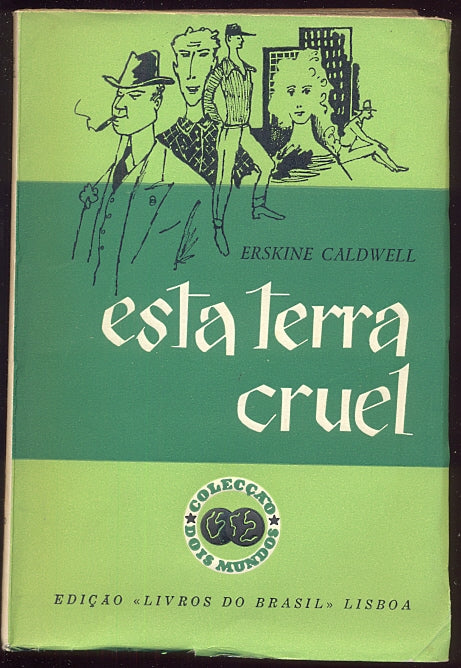 ERSKINE CALDWELL
esta terra
cruel
COLECÇÃO
DOIS MUNDOS
EDIÇÃO «LIVROS DO BRASIL» LISBOA